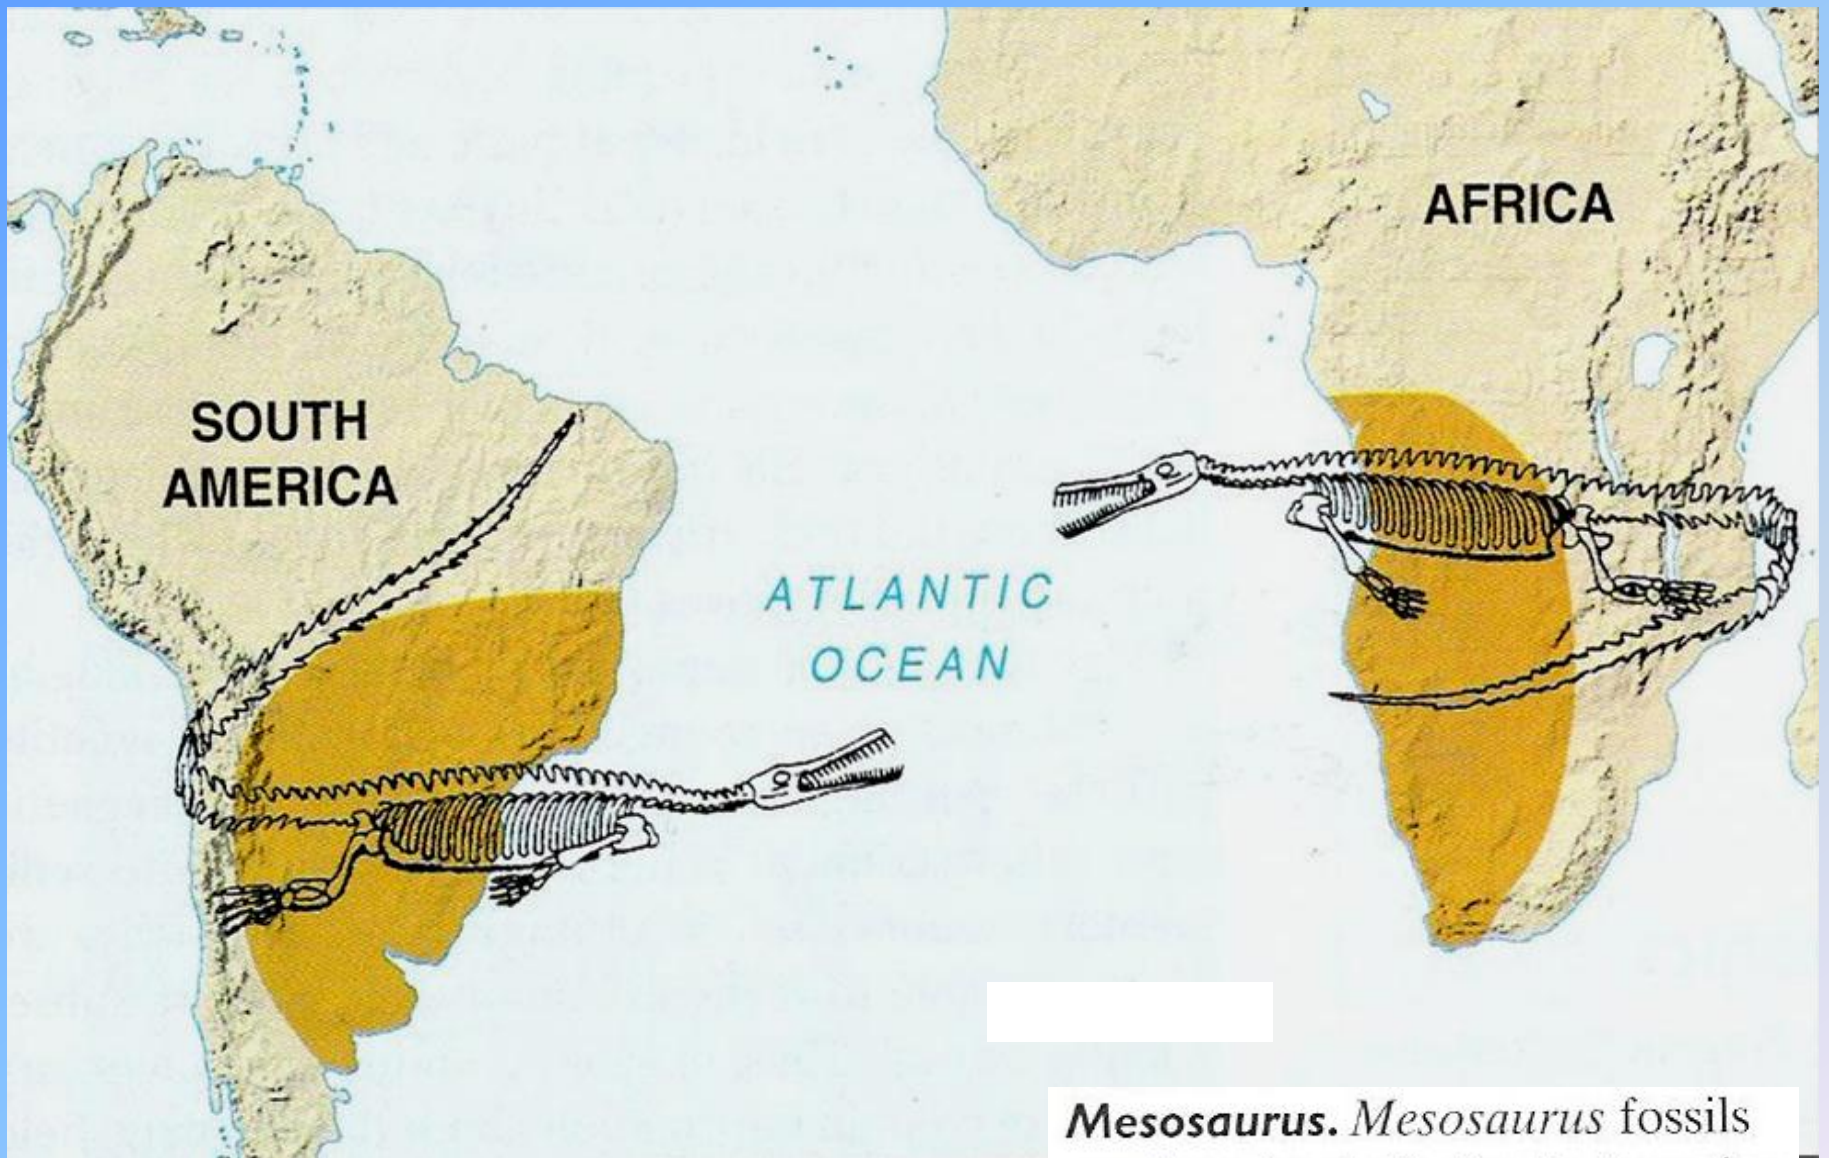 AFRICA
SOUTH
AMERICA
ATLANTIC
OCEAN
Mesosaurus. Mesosaurus fossils